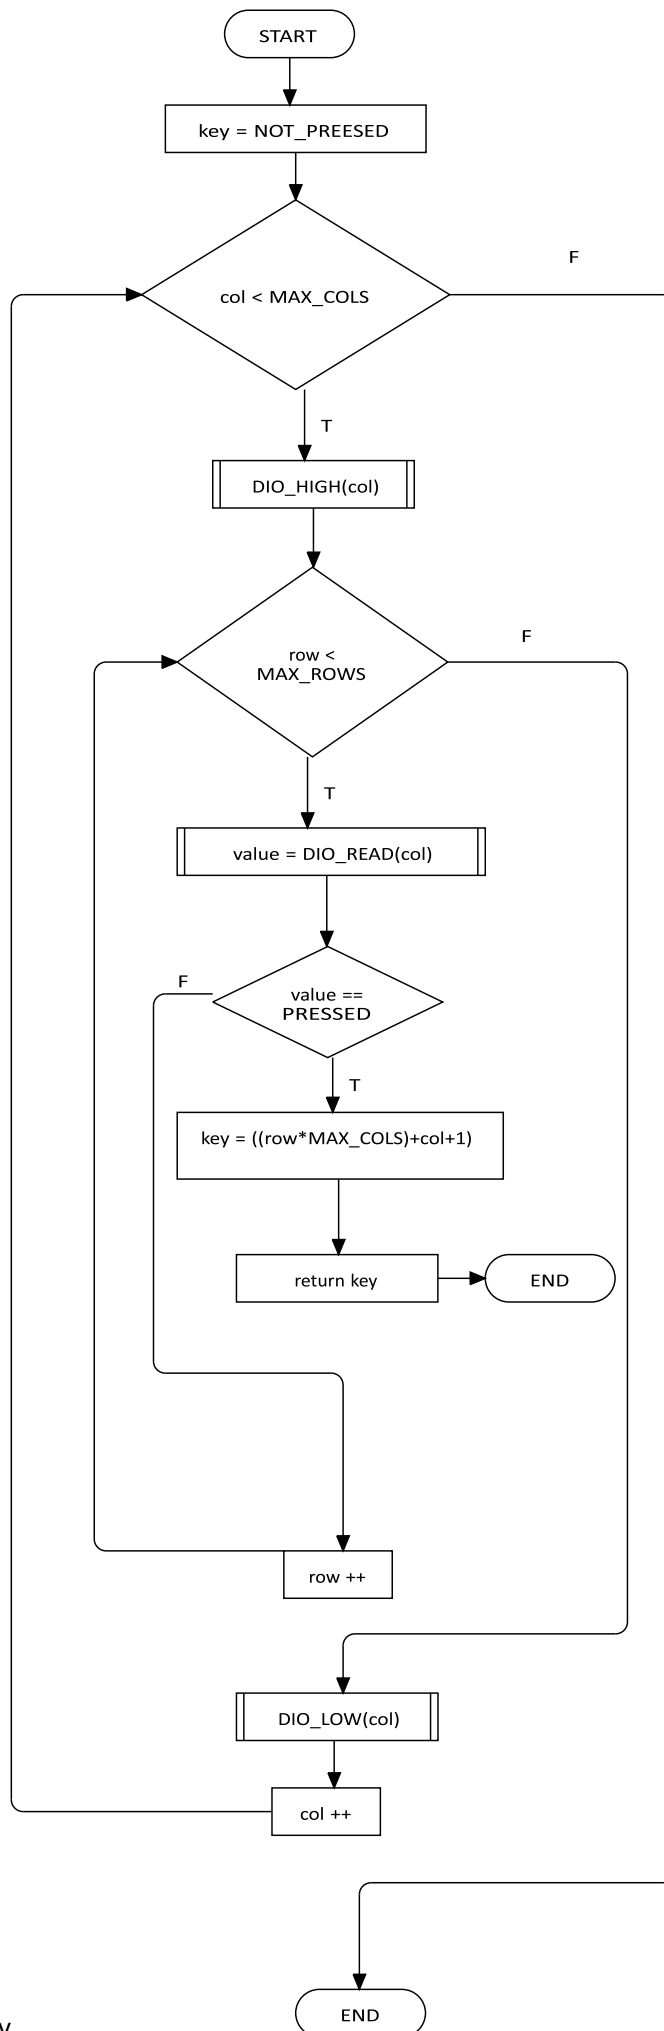 START
key = NOT_PREESED
F
col < MAX_COLS
T
DIO_HIGH(col)
F
row <
MAX_ROWS
T
value = DIO_READ(col)
F
value ==
PRESSED
T
key = ((row*MAX_COLS)+col+1)
return key
END
row ++
DIO_LOW(col)
col ++
END